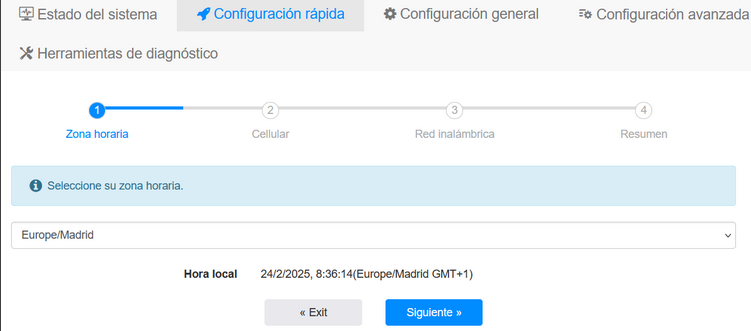 Estado del sistema Configuración rápida Configuración general Configuración avanzada
Herramientas de diagnóstico
1 2 3 4
Zona horaria Cellular Red inalámbrica Resumen
Seleccione su zona horaria.
Europe/Madrid
Hora local 24/2/2025, 8:36:14(Europe/Madrid GMT+1)
« Exit Siguiente »